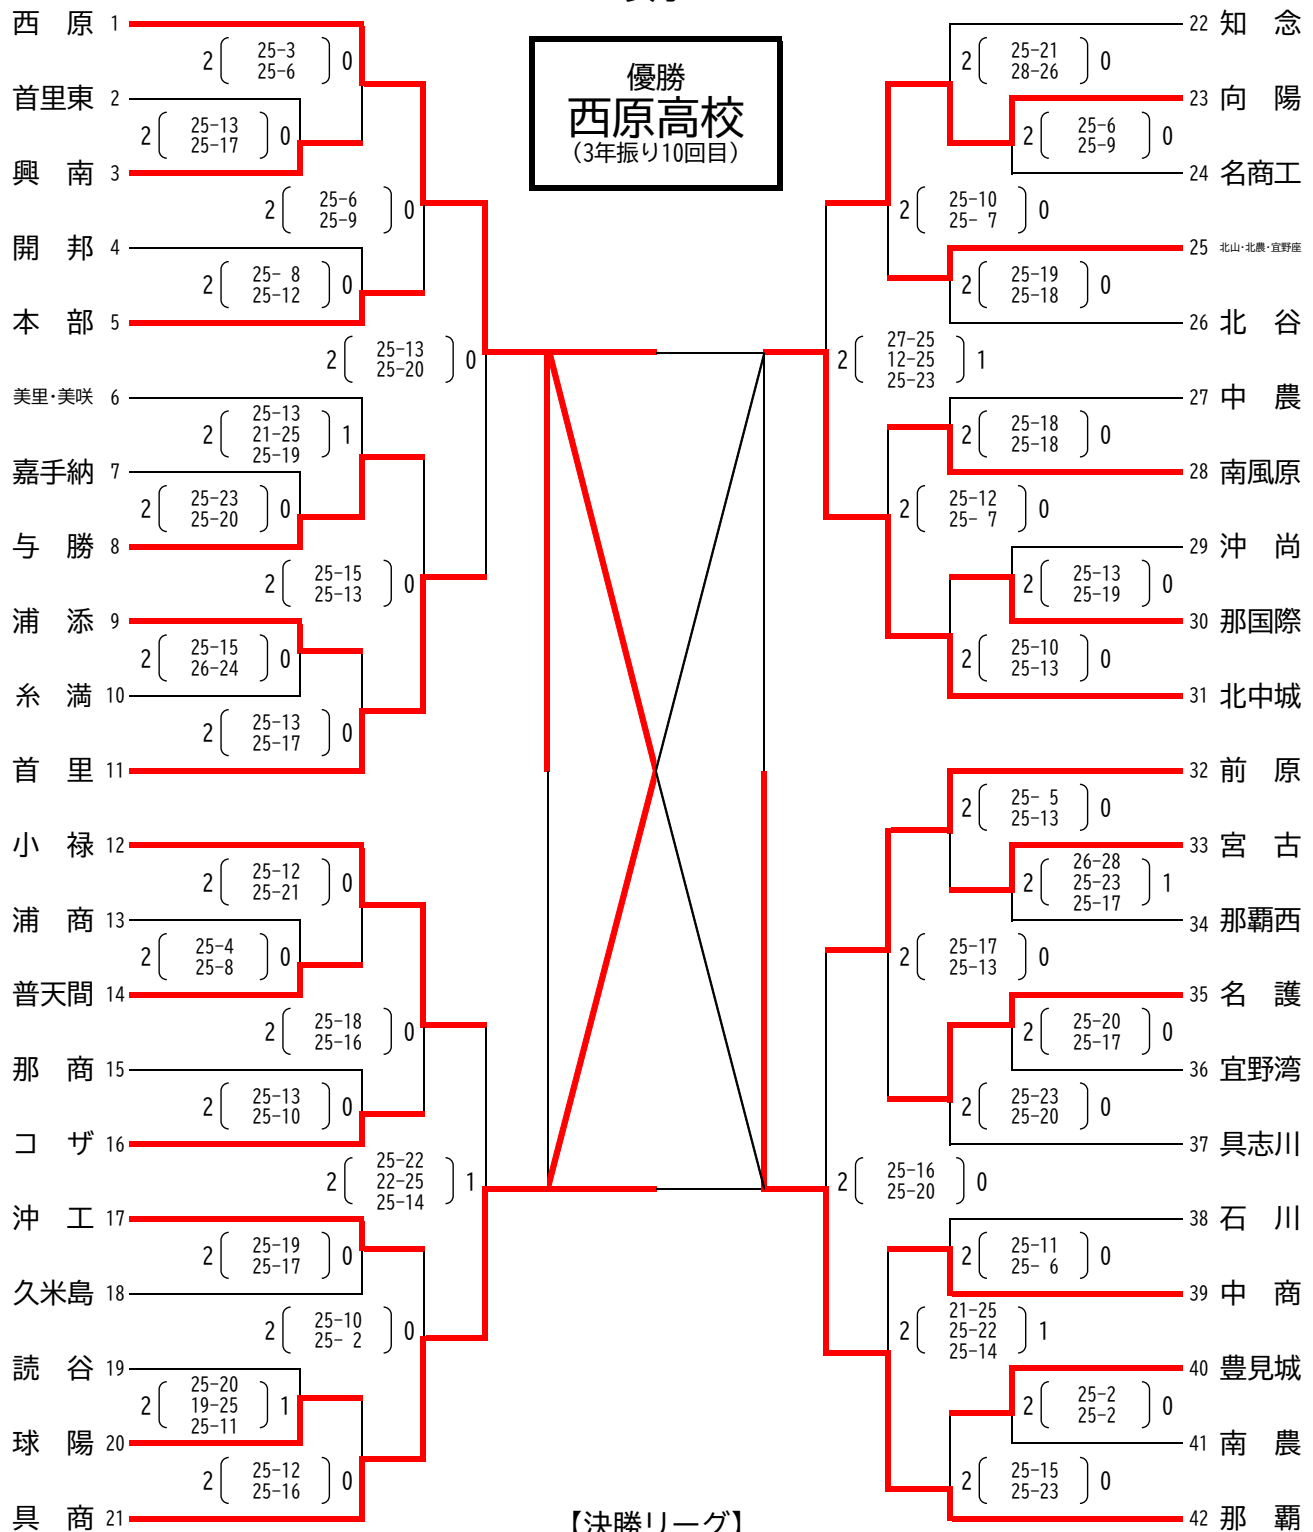 優勝
西原高校
(3年振り10回目)
西　原 1
2 25-3 0
25-6
首里東 2
2 25-13 0
25-17
興　南 3
2 25-6 0
25-9
開　邦 4
2 25- 8 0
25-12
本　部 5
2 25-13 0
25-20
美里・美咲 6
2 25-13 1
21-25
25-19
嘉手納 7
2 25-23 0
25-20
与　勝 8
2 25-15 0
25-13
浦　添 9
2 25-15 0
26-24
糸　満 10
2 25-13 0
25-17
首　里 11
小　禄 12
2 25-12 0
25-21
浦　商 13
2 25-4 0
25-8
普天間 14
2 25-18 0
25-16
那　商 15
2 25-13 0
25-10
コ　ザ 16
2 25-22 1
22-25
25-14
沖　工 17
2 25-19 0
25-17
久米島 18
2 25-10 0
25- 2
読　谷 19
2 25-20 1
19-25
25-11
球　陽 20
2 25-12 0
25-16
具　商 21
22 知　念
2 25-21 0
28-26
23 向　陽
2 25-6 0
25-9
24 名商工
2 25-10 0
25- 7
25 北山・北農・宜野座
2 25-19 0
25-18
26 北　谷
2 27-25 1
12-25
25-23
27 中　農
2 25-18 0
25-18
28 南風原
2 25-12 0
25- 7
29 沖　尚
2 25-13 0
25-19
30 那国際
2 25-10 0
25-13
31 北中城
32 前　原
2 25- 5 0
25-13
33 宮　古
2 26-28 1
25-23
25-17
34 那覇西
2 25-17 0
25-13
35 名　護
2 25-20 0
25-17
36 宜野湾
2 25-23 0
25-20
37 具志川
2 25-16 0
25-20
38 石　川
2 25-11 0
25- 6
39 中　商
2 21-25 1
25-22
25-14
40 豊見城
2 25-2 0
25-2
41 南　農
2 25-15 0
25-23
42 那　覇
【決勝リーグ】